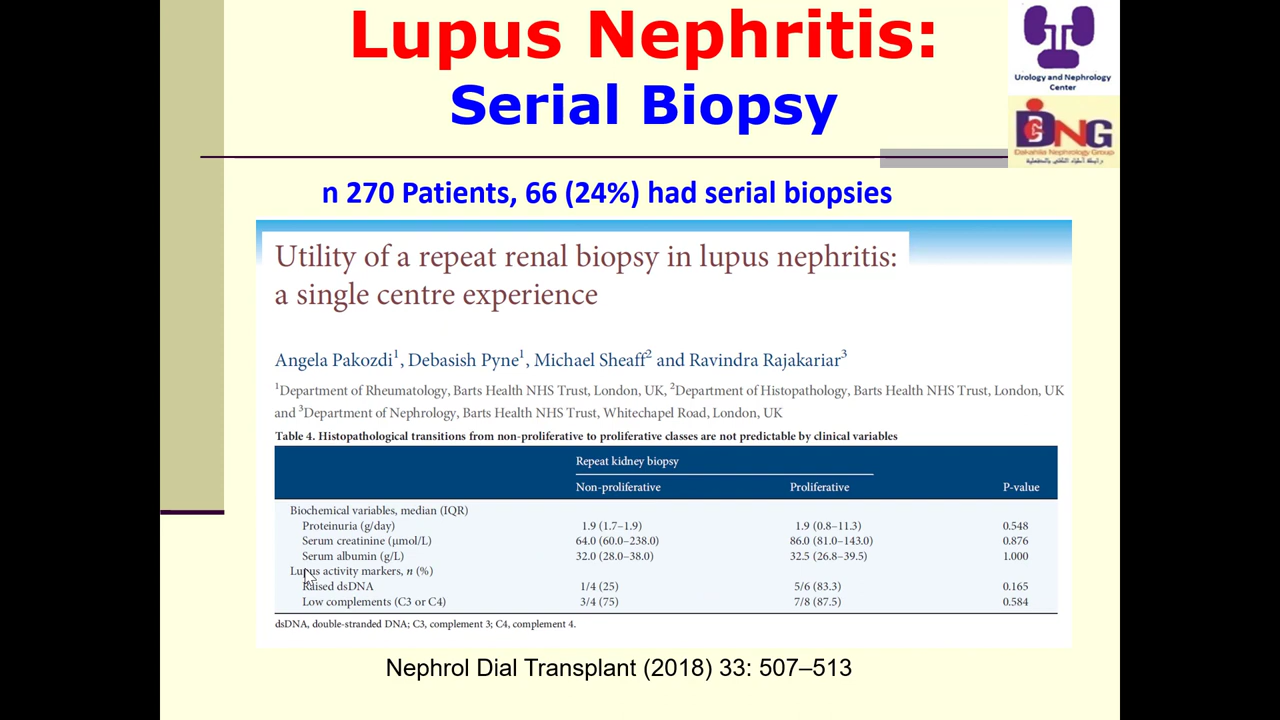 Lupus Nephritis:
Serial Biopsy
Urology and Nephrology
Center
DNG
Dakahlia Nephrology Group
n 270 Patients, 66 (24%) had serial biopsies
Utility of a repeat renal biopsy in lupus nephritis:
a single centre experience
Angela Pakozdi1, Debasish Pyne1, Michael Sheaff2 and Ravindra Rajakariar3
1Department of Rheumatology, Barts Health NHS Trust, London, UK, 2Department of Histopathology, Barts Health NHS Trust, London, UK
and 3Department of Nephrology, Barts Health NHS Trust, Whitechapel Road, London, UK
Table 4. Histopathological transitions from non-proliferative to proliferative classes are not predictable by clinical variables
Repeat kidney biopsy
Non-proliferative Proliferative P-value
Biochemical variables, median (IQR)
Proteinuria (g/day) 1.9 (1.7–1.9) 1.9 (0.8–11.3) 0.548
Serum creatinine (μmol/L) 64.0 (60.0–238.0) 86.0 (81.0–143.0) 0.876
Serum albumin (g/L) 32.0 (28.0–38.0) 32.5 (26.8–39.5) 1.000
Lupus activity markers, n (%)
Raised dsDNA 1/4 (25) 5/6 (83.3) 0.165
Low complements (C3 or C4) 3/4 (75) 7/8 (87.5) 0.584
dsDNA, double-stranded DNA; C3, complement 3; C4, complement 4.
Nephrol Dial Transplant (2018) 33: 507–513